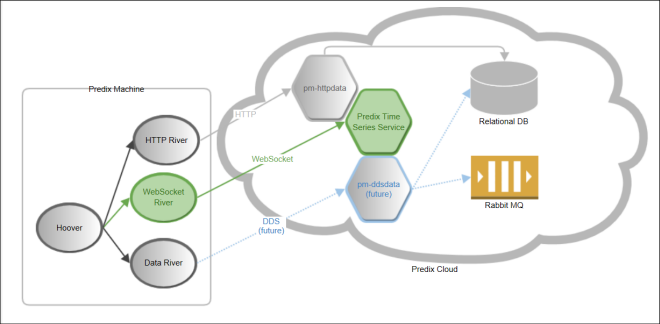 Predix Machine
HTTP River
WebSocket
River
Hoover
Data River
HTTP
WebSocket
DDS
(future)
pm-httpdata
Predix Time
Series Service
pm-ddsdata
(future)
Relational DB
Rabbit MQ
Predix Cloud